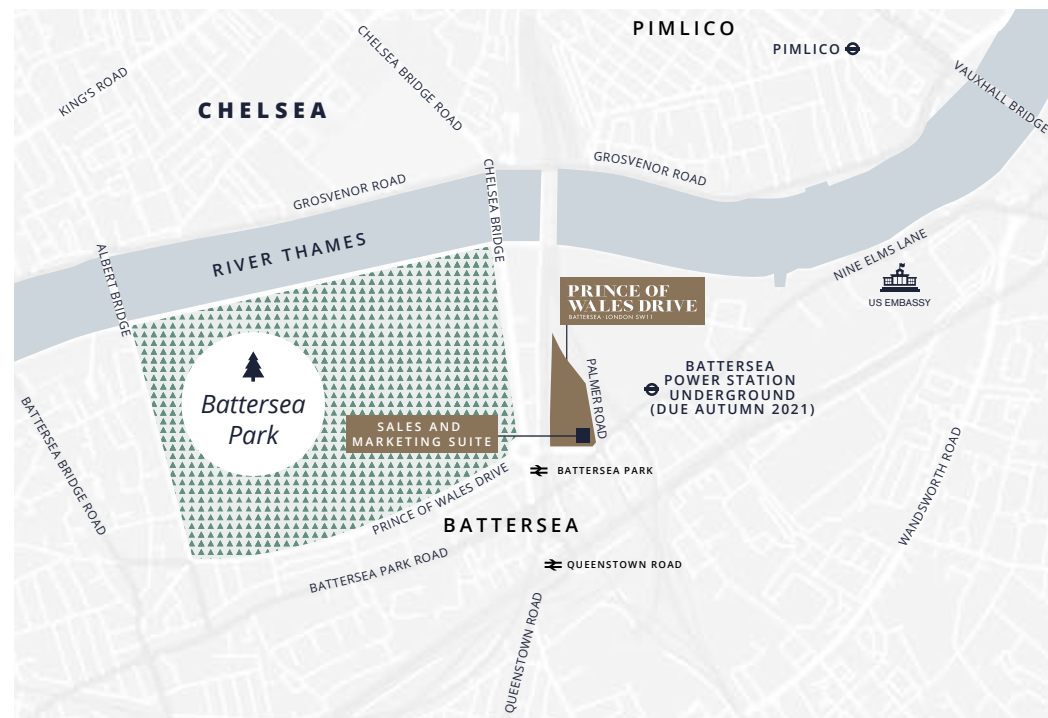 PIMLICO
PIMLICO
CHELSEA BRIDGE ROAD
KING'S ROAD
VAUXHALL BRIDGE
CHELSEA
GROSVENOR ROAD
GROSVENOR ROAD
CHELSEA BRIDGE
RIVER THAMES
ALBERT BRIDGE
NINE ELMS LANE
US EMBASSY
PRINCE OF
WALES DRIVE
BATTERSEA · LONDON SW11
PALMER ROAD
BATTERSEA
POWER STATION
UNDERGROUND
(DUE AUTUMN 2021)
Battersea
Park
SALES AND
MARKETING SUITE
BATTERSEA BRIDGE ROAD
BATTERSEA PARK
PRINCE OF WALES DRIVE
WANDSWORTH ROAD
BATTERSEA
BATTERSEA PARK ROAD
QUEENSTOWN ROAD
QUEENSTOWN ROAD